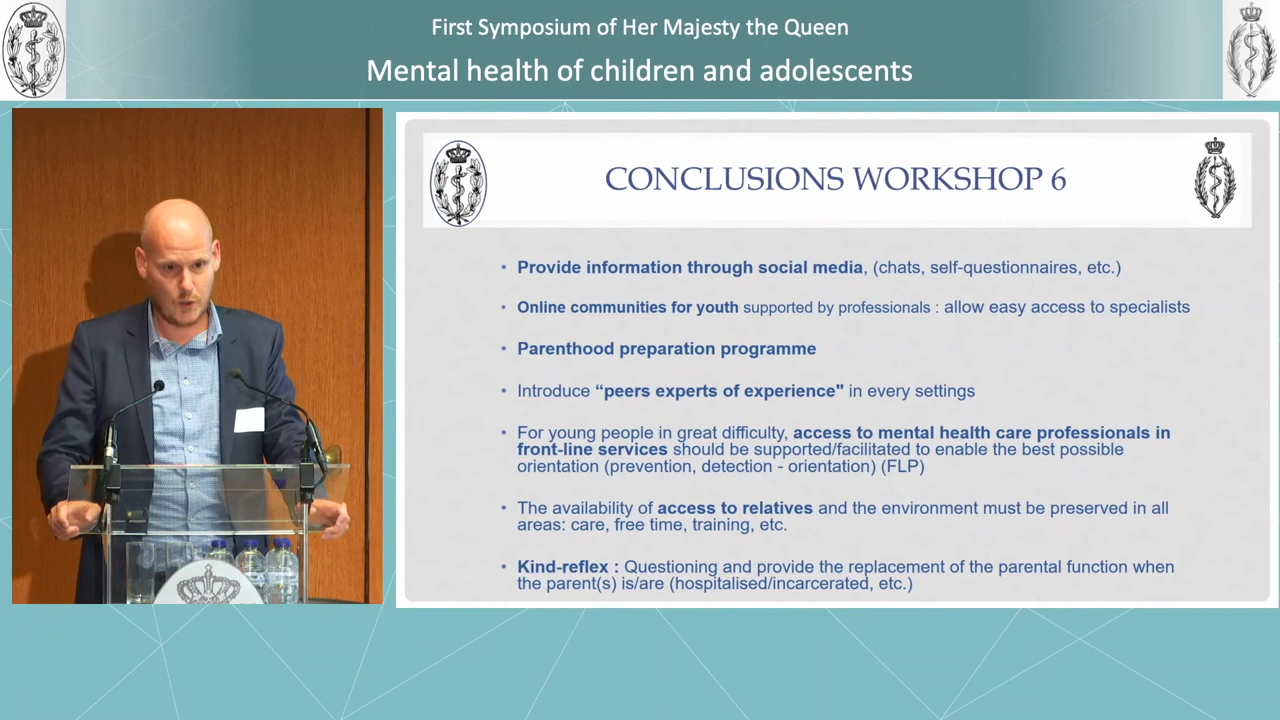 First Symposium of Her Majesty the Queen
Mental health of children and adolescents
CONCLUSIONS WORKSHOP 6
• Provide information through social media, (chats, self-questionnaires, etc.)
• Online communities for youth supported by professionals : allow easy access to specialists
• Parenthood preparation programme
• Introduce “peers experts of experience" in every settings
• For young people in great difficulty, access to mental health care professionals in
front-line services should be supported/facilitated to enable the best possible
orientation (prevention, detection - orientation) (FLP)
• The availability of access to relatives and the environment must be preserved in all
areas: care, free time, training, etc.
• Kind-reflex : Questioning and provide the replacement of the parental function when
the parent(s) is/are (hospitalised/incarcerated, etc.)